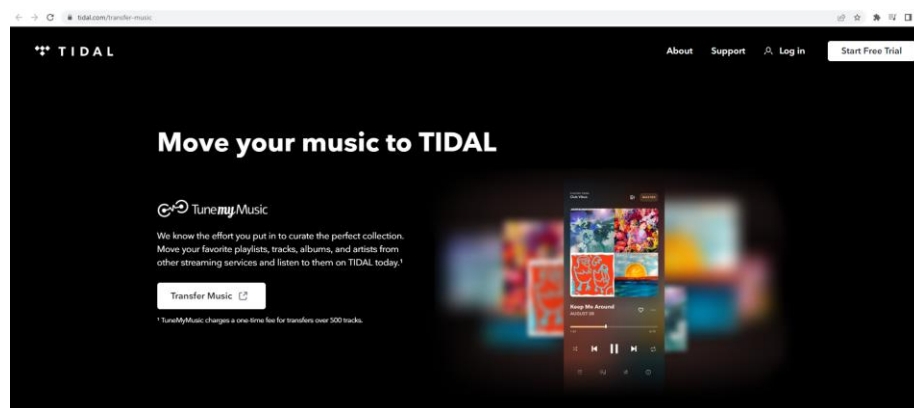 tidal.com/transfer-music
TIDAL
About Support Log in Start Free Trial
Move your music to TIDAL
TunemyMusic
We know the effort you put in to curate the perfect collection.
Move your favorite playlists, tracks, albums, and artists from
other streaming services and listen to them on TIDAL today.¹
Transfer Music
¹ TuneMyMusic charges a one-time fee for transfers over 500 tracks.
Keep Me Around
AUGUST 08